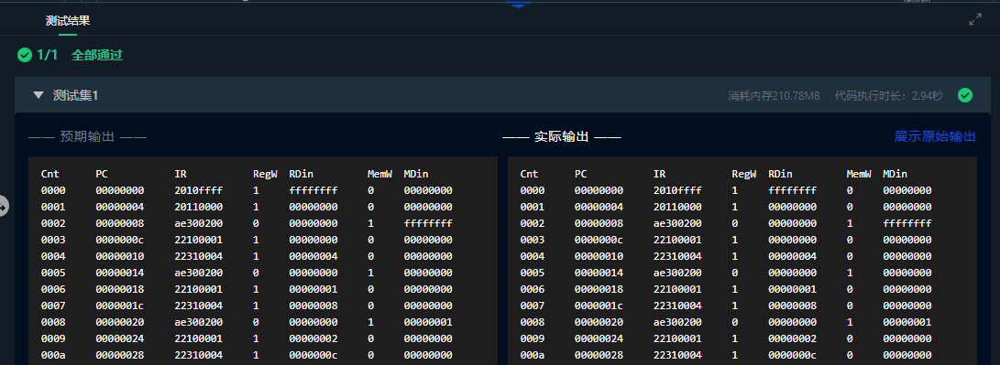 测试结果
1/1 全部通过
测试集1 消耗内存210.78MB 代码执行时长：2.94秒
—— 预期输出 —— —— 实际输出 —— 展示原始输出
Cnt PC IR RegW RDin MemW MDin Cnt PC IR RegW RDin MemW MDin
0000 00000000 2010ffff 1 ffffffff 0 00000000 0000 00000000 2010ffff 1 ffffffff 0 00000000
0001 00000004 20110000 1 00000000 0 00000000 0001 00000004 20110000 1 00000000 0 00000000
0002 00000008 ae300200 0 00000000 1 ffffffff 0002 00000008 ae300200 0 00000000 1 ffffffff
0003 0000000c 22100001 1 00000000 0 00000000 0003 0000000c 22100001 1 00000000 0 00000000
0004 00000010 22310004 1 00000004 0 00000000 0004 00000010 22310004 1 00000004 0 00000000
0005 00000014 ae300200 0 00000000 1 00000000 0005 00000014 ae300200 0 00000000 1 00000000
0006 00000018 22100001 1 00000001 0 00000000 0006 00000018 22100001 1 00000001 0 00000000
0007 0000001c 22310004 1 00000008 0 00000000 0007 0000001c 22310004 1 00000008 0 00000000
0008 00000020 ae300200 0 00000000 1 00000001 0008 00000020 ae300200 0 00000000 1 00000001
0009 00000024 22100001 1 00000002 0 00000000 0009 00000024 22100001 1 00000002 0 00000000
000a 00000028 22310004 1 0000000c 0 00000000 000a 00000028 22310004 1 0000000c 0 00000000